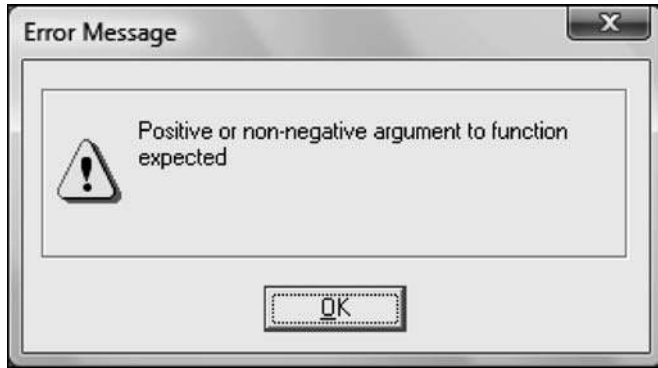 Error Message
Positive or non-negative argument to function
expected
OK